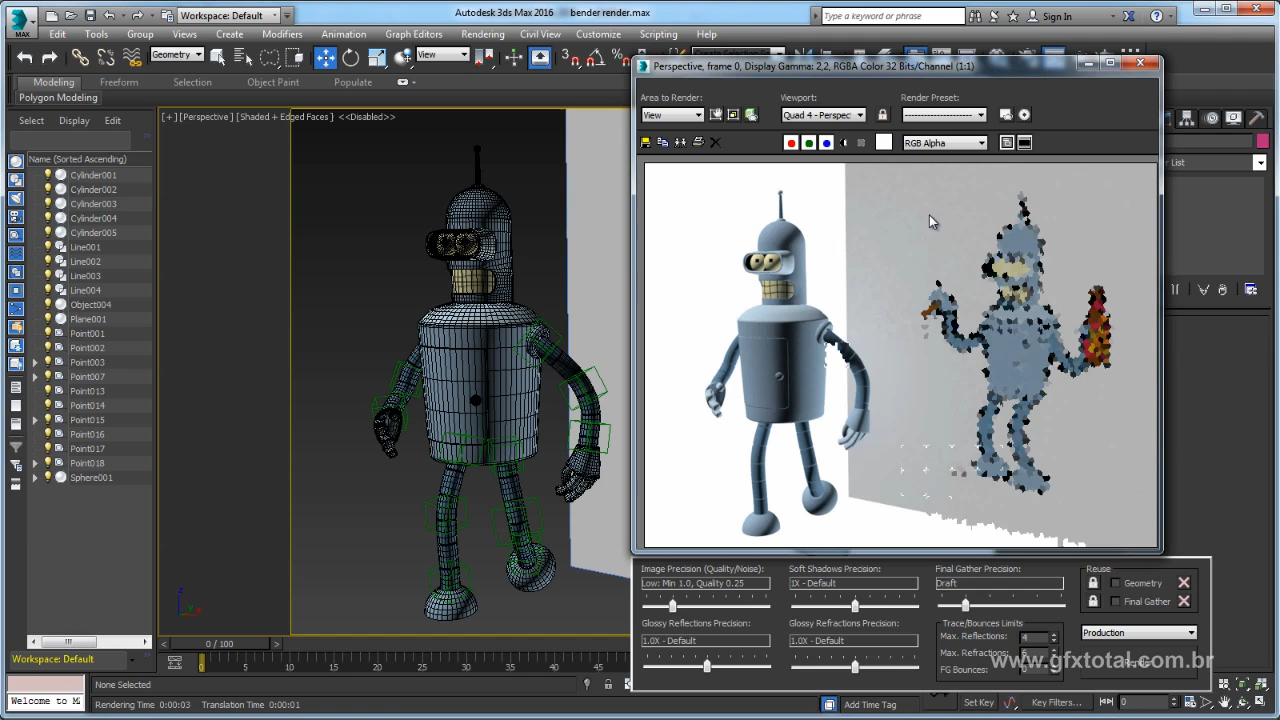 Workspace: Default
Autodesk 3ds Max 2016
bender render.max
Type a keyword or phrase
Sign In
MAX
Edit
Tools
Group
Views
Create
Modifiers
Animation
Graph Editors
Rendering
Civil View
Customize
Scripting
Help
Geometry
View
Modeling
Freeform
Selection
Object Paint
Populate
Polygon Modeling
Select
Display
Edit
Name (Sorted Ascending)
Cylinder001
Cylinder002
Cylinder003
Cylinder004
Cylinder005
Line001
Line002
Line003
Line004
Object004
Plane001
Point001
Point002
Point003
Point007
Point013
Point014
Point015
Point016
Point017
Point018
Sphere001
[+] [Perspective] [Shaded + Edged Faces] <<Disabled>>
Perspective, frame 0, Display Gamma: 2,2, RGBA Color 32 Bits/Channel (1:1)
Area to Render:
View
Viewport:
Quad 4 - Perspec
Render Preset:
RGB Alpha
er List
Image Precision (Quality/Noise):
Low: Min 1.0, Quality 0.25
Soft Shadows Precision:
1X - Default
Final Gather Precision:
Draft
Reuse
Geometry
Final Gather
Glossy Reflections Precision:
1.0X - Default
Glossy Refractions Precision:
1.0X - Default
Trace/Bounces Limits
Max. Reflections:
4
Max. Refractions:
FG Bounces:
Production
www.gfxtotal.com.br
0 / 100
Workspace: Default
0
5
10
15
20
25
30
35
40
45
None Selected
Welcome to M
Rendering Time 0:00:03
Translation Time 0:00:01
Add Time Tag
Set Key
Key Filters...
0